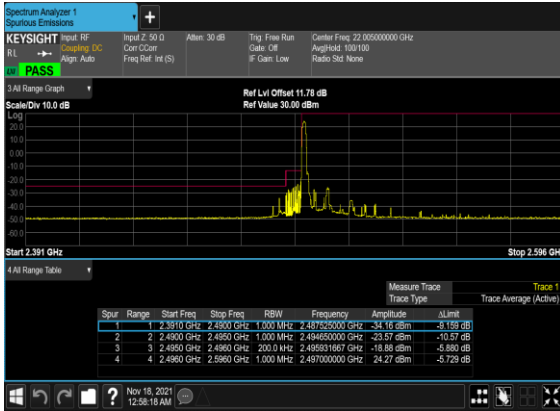 Spectrum Analyzer 1
Spurious Emissions
+
KEYSIGHT Input: RF Input Z: 50 Ω Atten: 30 dB Trig: Free Run Center Freq: 22.005000000 GHz
RL Coupling: DC Corr CCorr Gate: Off Avg|Hold: 100/100
Align: Auto Freq Ref: Int (S) IF Gain: Low Radio Std: None
PASS
3 All Range Graph
Ref Lvl Offset 11.78 dB
Scale/Div 10.0 dB Ref Value 30.00 dBm
Log
20.0
10.0
0.00
-10.0
-20.0
-30.0
-40.0
-50.0
-60.0
Start 2.391 GHz Stop 2.596 GH
4 All Range Table
Measure Trace Trace 1
Trace Type Trace Average (Active)
Spur Range Start Freq Stop Freq RBW Frequency Amplitude ΔLimit
1 1 2.3910 GHz 2.4900 GHz 1.000 MHz 2.487525000 GHz -34.16 dBm -9.159 dB
2 2 2.4900 GHz 2.4950 GHz 1.000 MHz 2.494650000 GHz -23.57 dBm -10.57 dB
3 3 2.4950 GHz 2.4960 GHz 200.0 kHz 2.495931667 GHz -18.88 dBm -5.880 dB
4 4 2.4960 GHz 2.5960 GHz 1.000 MHz 2.497000000 GHz 24.27 dBm -5.729 dB
?
Nov 18, 2021
12:58:18 AM